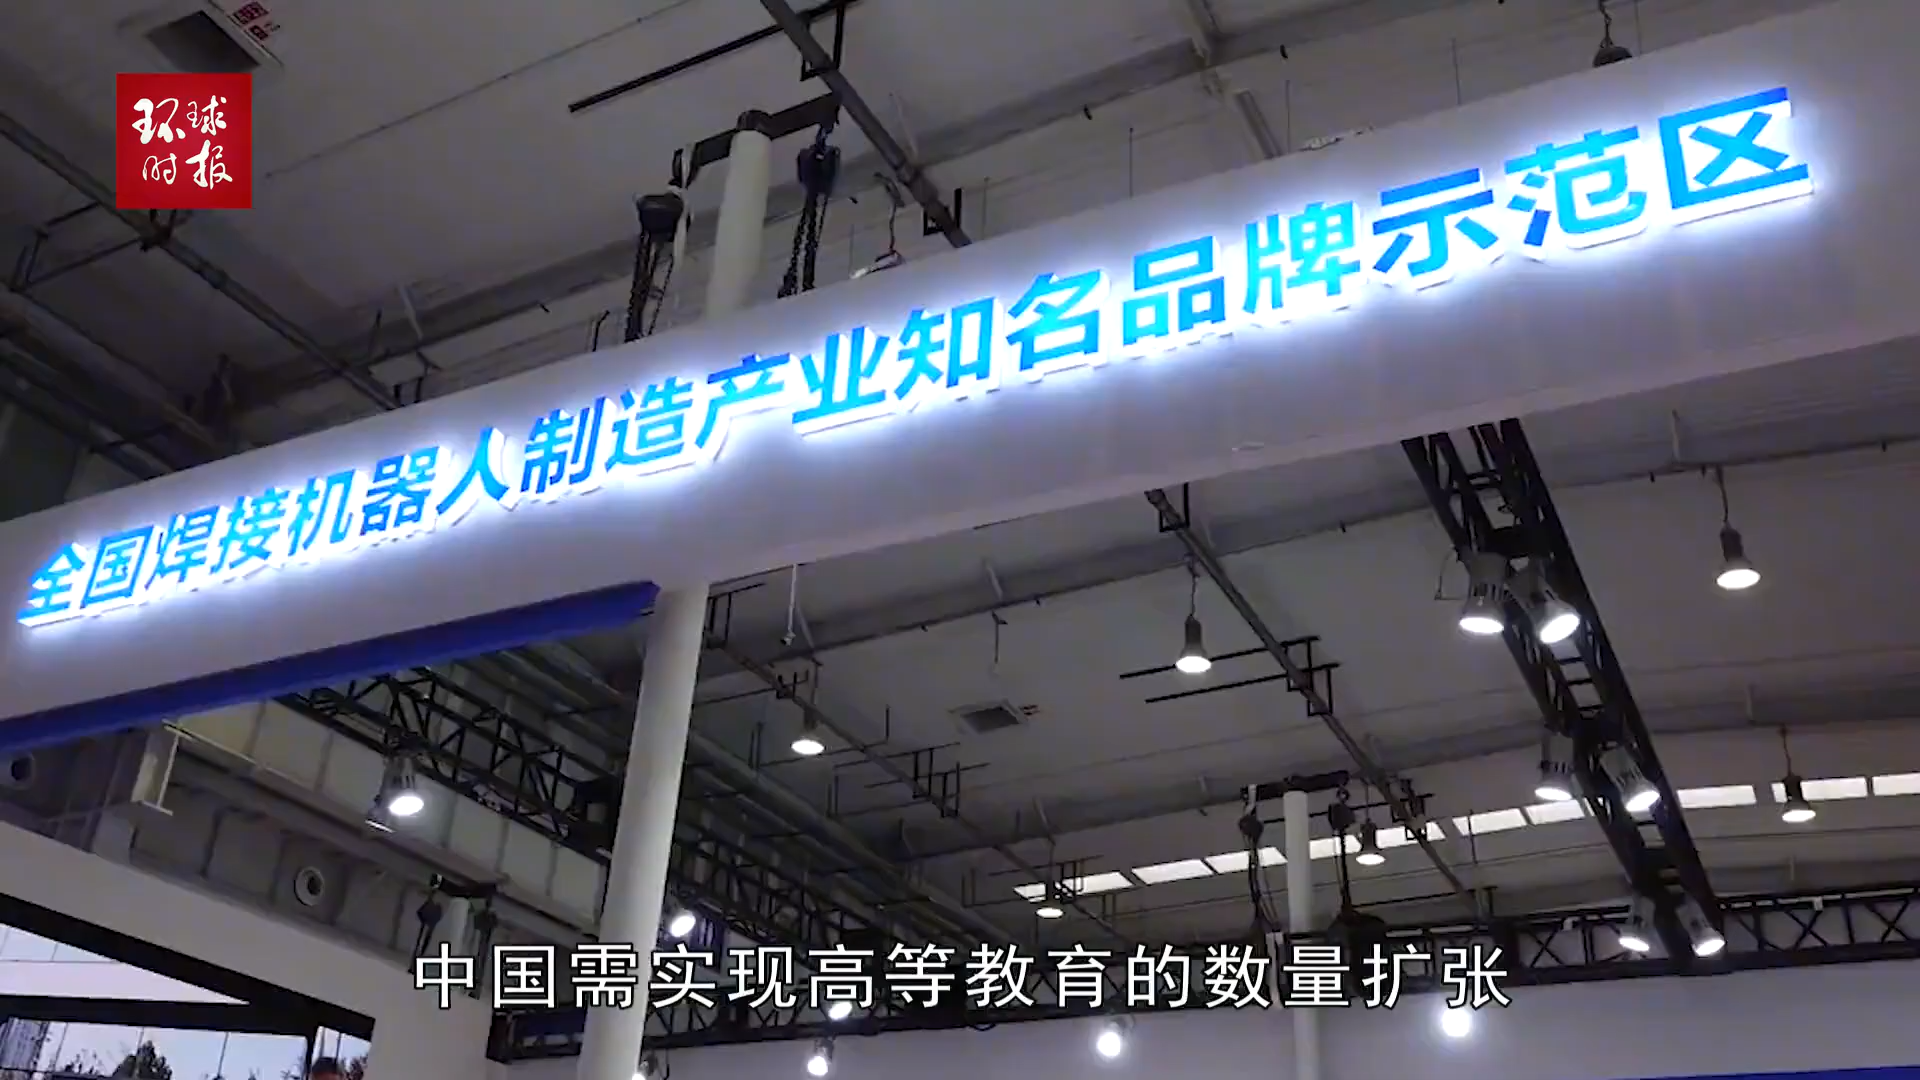 环球
时报
全国焊接机器人制造产业知名品牌示范区
中国需实现高等教育的数量扩张